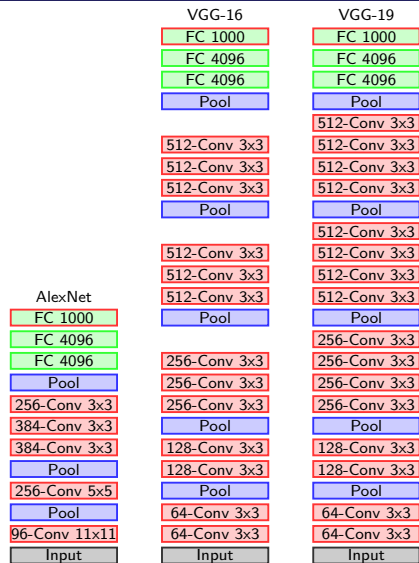 VGG-16
FC 1000
FC 4096
FC 4096
Pool
512-Conv 3x3
512-Conv 3x3
512-Conv 3x3
Pool
512-Conv 3x3
512-Conv 3x3
512-Conv 3x3
Pool
256-Conv 3x3
256-Conv 3x3
256-Conv 3x3
Pool
128-Conv 3x3
128-Conv 3x3
Pool
64-Conv 3x3
64-Conv 3x3
Input
VGG-19
FC 1000
FC 4096
FC 4096
Pool
512-Conv 3x3
512-Conv 3x3
512-Conv 3x3
512-Conv 3x3
Pool
512-Conv 3x3
512-Conv 3x3
512-Conv 3x3
512-Conv 3x3
Pool
256-Conv 3x3
256-Conv 3x3
256-Conv 3x3
256-Conv 3x3
Pool
128-Conv 3x3
128-Conv 3x3
Pool
64-Conv 3x3
64-Conv 3x3
Input
AlexNet
FC 1000
FC 4096
FC 4096
Pool
256-Conv 3x3
384-Conv 3x3
384-Conv 3x3
Pool
256-Conv 5x5
Pool
96-Conv 11x11
Input